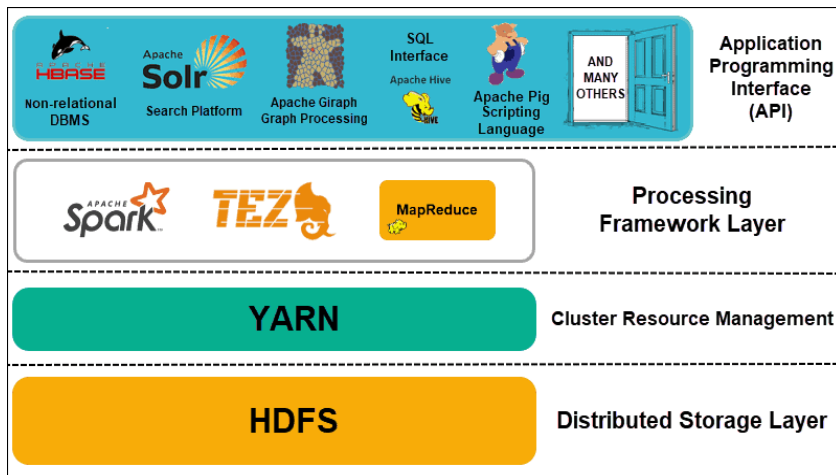 APACHE
HBASE
Non-relational
DBMS
Apache
Solr
Search Platform
Apache Giraph
Graph Processing
SQL
Interface
Apache Hive
HIVE
Apache Pig
Scripting
Language
AND
MANY
OTHERS
Application
Programming
Interface
(API)
APACHE
Spark™
TEZ
MapReduce
Processing
Framework Layer
YARN
Cluster Resource Management
HDFS
Distributed Storage Layer